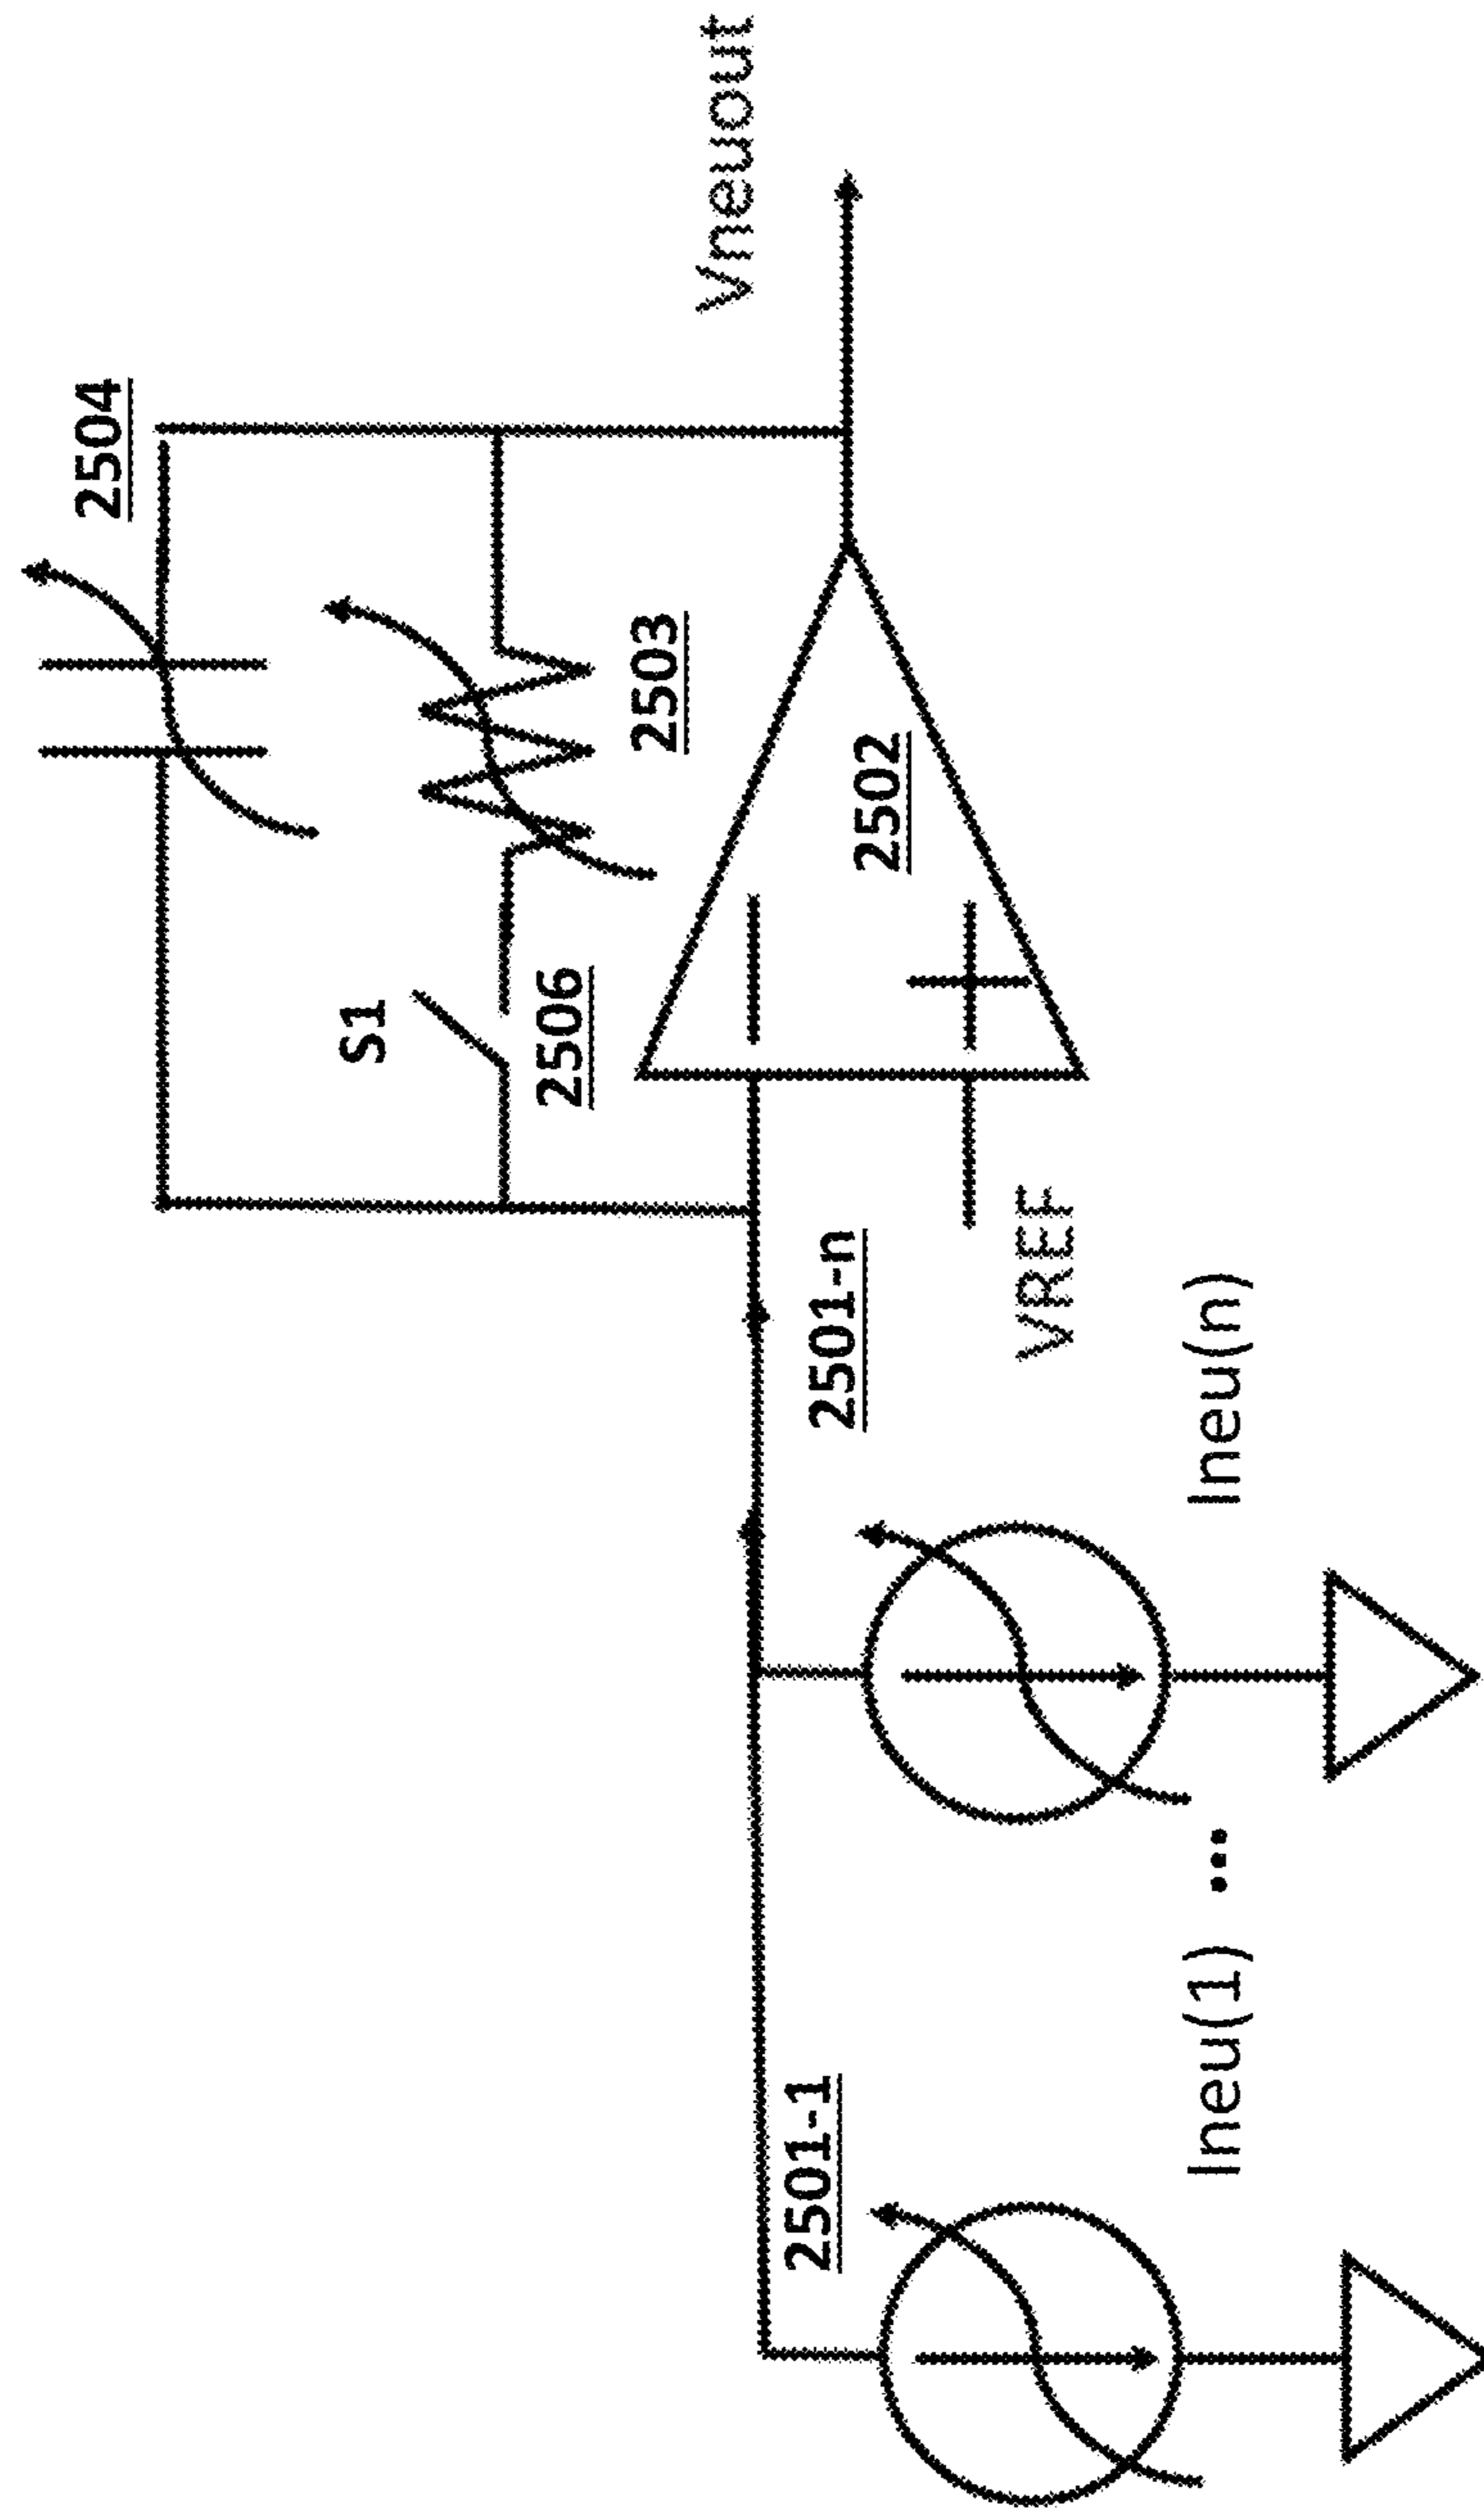 2504
S1
2503
2506
Vneuout
2502
2501-1
2501-n
VREF
Ineu(1)
...
Ineu(n)